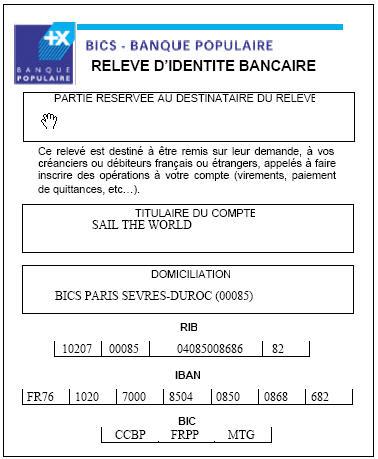 BANQUE
POPULAIRE
BICS - BANQUE POPULAIRE
RELEVE D'IDENTITE BANCAIRE
PARTIE RESERVEE AU DESTINATAIRE DU RELEVE
Ce relevé est destiné à être remis sur leur demande, à vos
créanciers ou débiteurs français ou étrangers, appelés à faire
inscrire des opérations à votre compte (virements, paiement
de quittances, etc...).
TITULAIRE DU COMPTE
SAIL THE WORLD
DOMICILIATION
BICS PARIS SEVRES-DUROC (00085)
RIB
10207 00085 04085008686 82
IBAN
FR76 1020 7000 8504 0850 0868 682
BIC
CCBP FRPP MTG